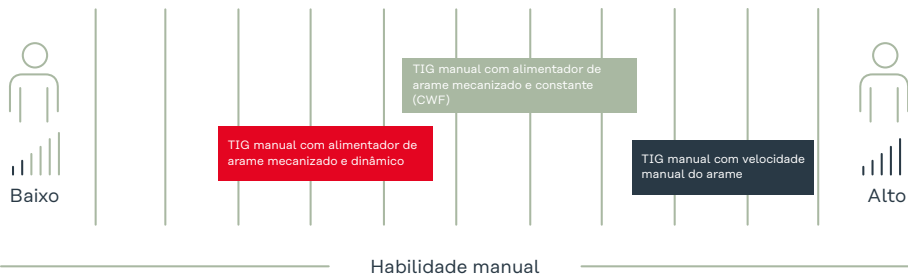 TIG manual com alimentador de
arame mecanizado e constante
(CWF)
TIG manual com alimentador de
arame mecanizado e dinâmico
TIG manual com velocidade
manual do arame
Baixo
Alto
Habilidade manual